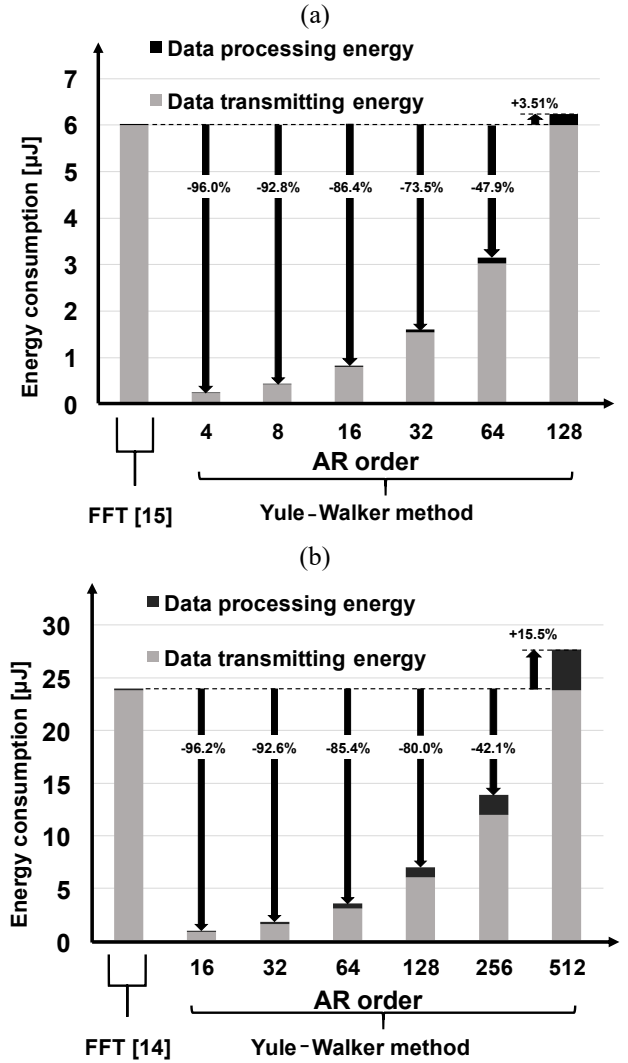 (a)
Data processing energy
Data transmitting energy
Energy consumption [µJ]
7
6
5
4
3
2
1
0
+3.51%
-96.0% -92.8% -86.4% -73.5% -47.9%
4 8 16 32 64 128
AR order
FFT [15] Yule-Walker method
(b)
Data processing energy
Data transmitting energy
Energy consumption [µJ]
30
25
20
15
10
5
0
+15.5%
-96.2% -92.6% -85.4% -80.0% -42.1%
16 32 64 128 256 512
AR order
FFT [14] Yule-Walker method